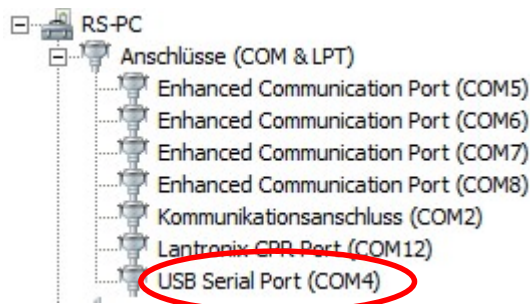 RS-PC
Anschlüsse (COM & LPT)
Enhanced Communication Port (COM5)
Enhanced Communication Port (COM6)
Enhanced Communication Port (COM7)
Enhanced Communication Port (COM8)
Kommunikationsanschluss (COM2)
Lantronix CPR Port (COM12)
USB Serial Port (COM4)